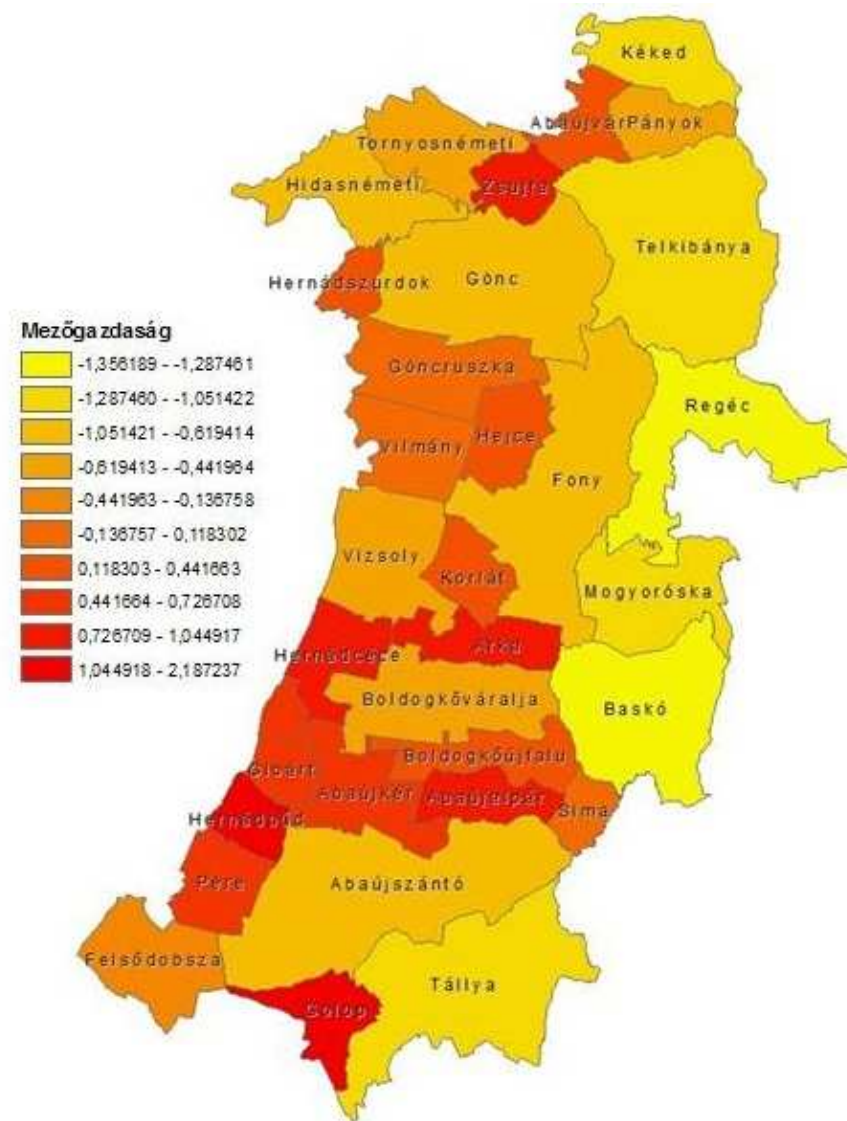 Kéked
Abaújvár
Pányok
Tornyosnémeti
Zsujta
Hidasnémeti
Telkibánya
Gönc
Hernádszurdok
Mezőgazdaság
-1,356189 - -1,287461
-1,287460 - -1,051422
-1,051421 - -0,619414
-0,619413 - -0,441964
-0,441963 - -0,136758
-0,136757 - 0,118302
0,118303 - 0,441663
0,441664 - 0,726708
0,726709 - 1,044917
1,044918 - 2,187237
Göncruszka
Regéc
Vilmány
Hejce
Fony
Vizsoly
Korlát
Mogyoróska
Hernádcéce
Arka
Boldogkőváralja
Baskó
Boldogkőújfalu
Gibárt
Abaújkér
Abaújalpár
Sima
Hernádbűd
Pere
Abaújszántó
Felsődobsza
Tállya
Golop